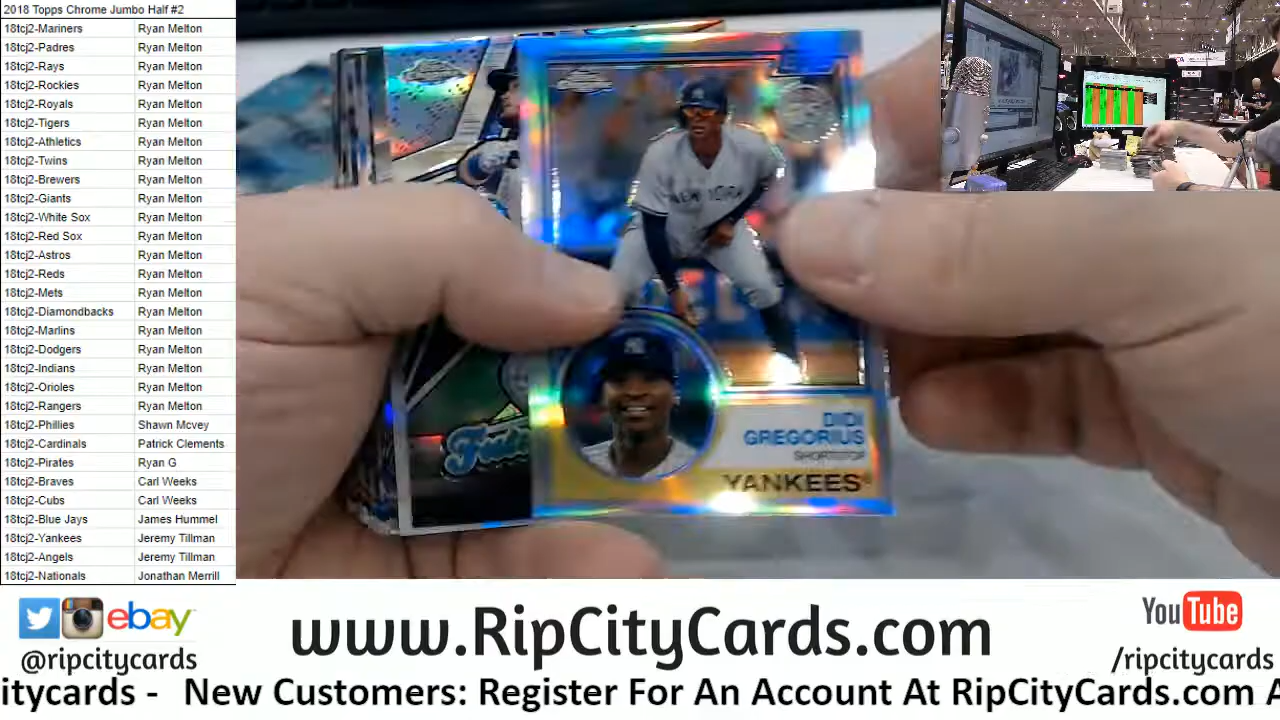 2018 Topps Chrome Jumbo Half #2
18tcj2-Mariners Ryan Melton
18tcj2-Padres Ryan Melton
18tcj2-Rays Ryan Melton
18tcj2-Rockies Ryan Melton
18tcj2-Royals Ryan Melton
18tcj2-Tigers Ryan Melton
18tcj2-Athletics Ryan Melton
18tcj2-Twins Ryan Melton
18tcj2-Brewers Ryan Melton
18tcj2-Giants Ryan Melton
18tcj2-White Sox Ryan Melton
18tcj2-Red Sox Ryan Melton
18tcj2-Astros Ryan Melton
18tcj2-Reds Ryan Melton
18tcj2-Mets Ryan Melton
18tcj2-Diamondbacks Ryan Melton
18tcj2-Marlins Ryan Melton
18tcj2-Dodgers Ryan Melton
18tcj2-Indians Ryan Melton
18tcj2-Orioles Ryan Melton
18tcj2-Rangers Ryan Melton
18tcj2-Phillies Shawn Mcvey
18tcj2-Cardinals Patrick Clements
18tcj2-Pirates Ryan G
18tcj2-Braves Carl Weeks
18tcj2-Cubs Carl Weeks
18tcj2-Blue Jays James Hummel
18tcj2-Yankees Jeremy Tillman
18tcj2-Angels Jeremy Tillman
18tcj2-Nationals Jonathan Merrill
NEW YORK
DIDI
GREGORIUS
SHORTSTOP
YANKEES
ebay
@ripcitycards
www.RipCityCards.com
YouTube
/ripcitycards
itycards - New Customers: Register For An Account At RipCityCards.com A